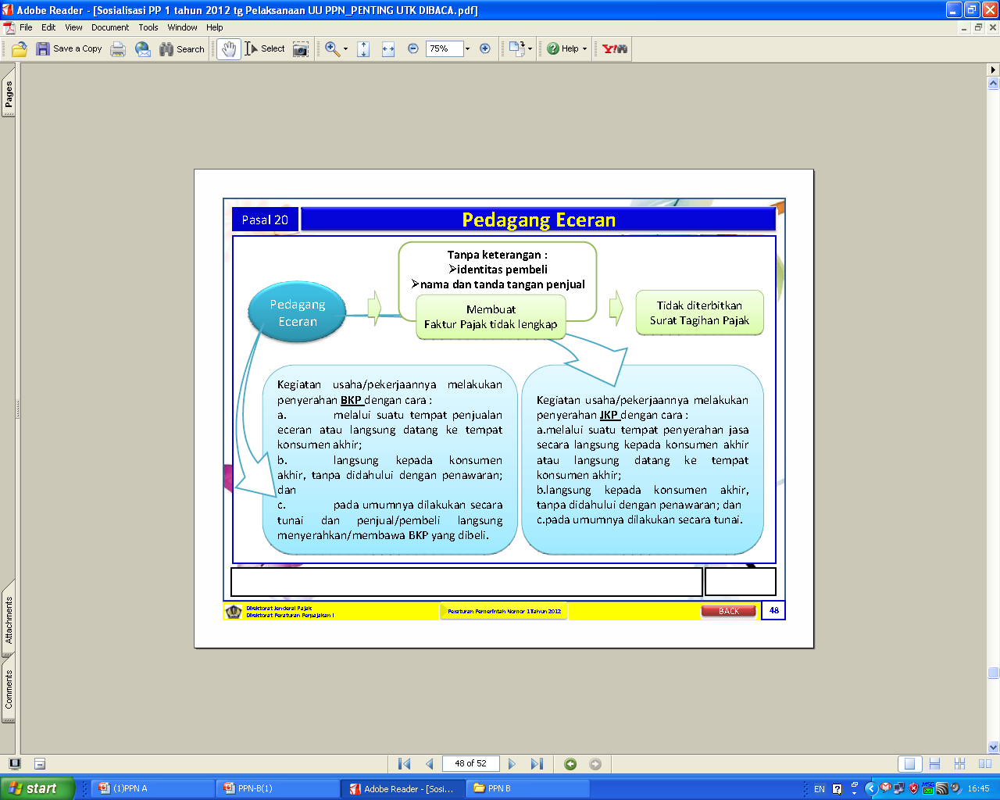 Adobe Reader - [Sosialisasi PP 1 tahun 2012 tg Pelaksanaan UU PPN_PENTING UTK DIBACA.pdf]
File Edit View Document Tools Window Help
Save a Copy Search Select 75% Help Y!
Pages
Pasal 20
Pedagang Eceran
Tanpa keterangan :
➢identitas pembeli
➢nama dan tanda tangan penjual
Pedagang
Eceran
Membuat
Faktur Pajak tidak lengkap
Tidak diterbitkan
Surat Tagihan Pajak
Kegiatan usaha/pekerjaannya melakukan
penyerahan BKP dengan cara :
a. melalui suatu tempat penjualan
eceran atau langsung datang ke tempat
konsumen akhir;
b. langsung kepada konsumen
akhir, tanpa didahului dengan penawaran;
dan
c. pada umumnya dilakukan secara
tunai dan penjual/pembeli langsung
menyerahkan/membawa BKP yang dibeli.
Kegiatan usaha/pekerjaannya melakukan
penyerahan JKP dengan cara :
a.melalui suatu tempat penyerahan jasa
secara langsung kepada konsumen akhir
atau langsung datang ke tempat
konsumen akhir;
b.langsung kepada konsumen akhir,
tanpa didahului dengan penawaran; dan
c.pada umumnya dilakukan secara tunai.
Direktorat Jenderal Pajak
Direktorat Peraturan Perpajakan I
Peraturan Pemerintah Nomor 1 Tahun 2012
BACK
48
Attachments
Comments
48 of 52
start (1)PPN A PPN-B(1) Adobe Reader - [Sosi... PPN B EN MSG 16:45